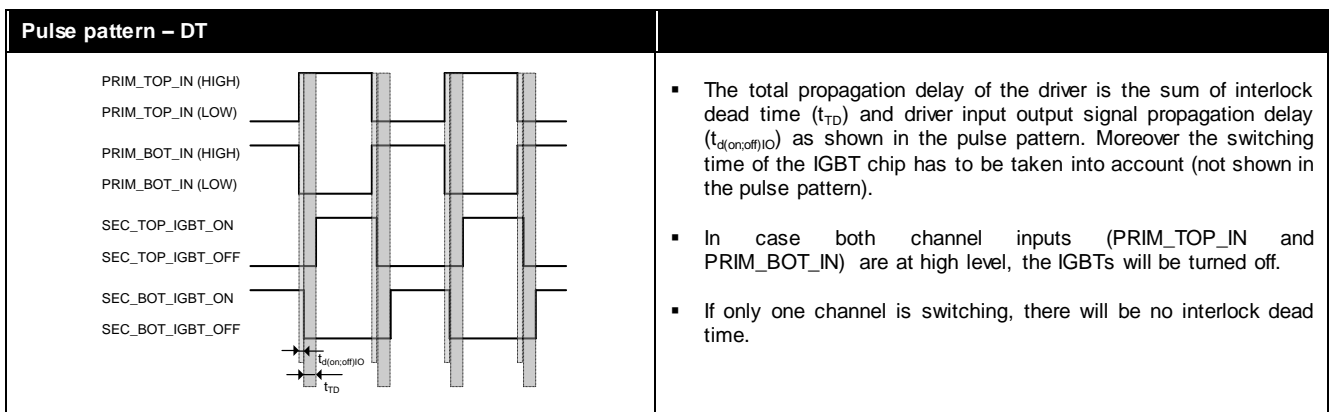 Pulse pattern – DT
PRIM_TOP_IN (HIGH)
PRIM_TOP_IN (LOW)
PRIM_BOT_IN (HIGH)
PRIM_BOT_IN (LOW)
SEC_TOP_IGBT_ON
SEC_TOP_IGBT_OFF
SEC_BOT_IGBT_ON
SEC_BOT_IGBT_OFF
td(on;off)IO
tTD
▪ The total propagation delay of the driver is the sum of interlock
dead time (tTD) and driver input output signal propagation delay
(td(on;off)IO) as shown in the pulse pattern. Moreover the switching
time of the IGBT chip has to be taken into account (not shown in
the pulse pattern).
▪ In case both channel inputs (PRIM_TOP_IN and
PRIM_BOT_IN) are at high level, the IGBTs will be turned off.
▪ If only one channel is switching, there will be no interlock dead
time.